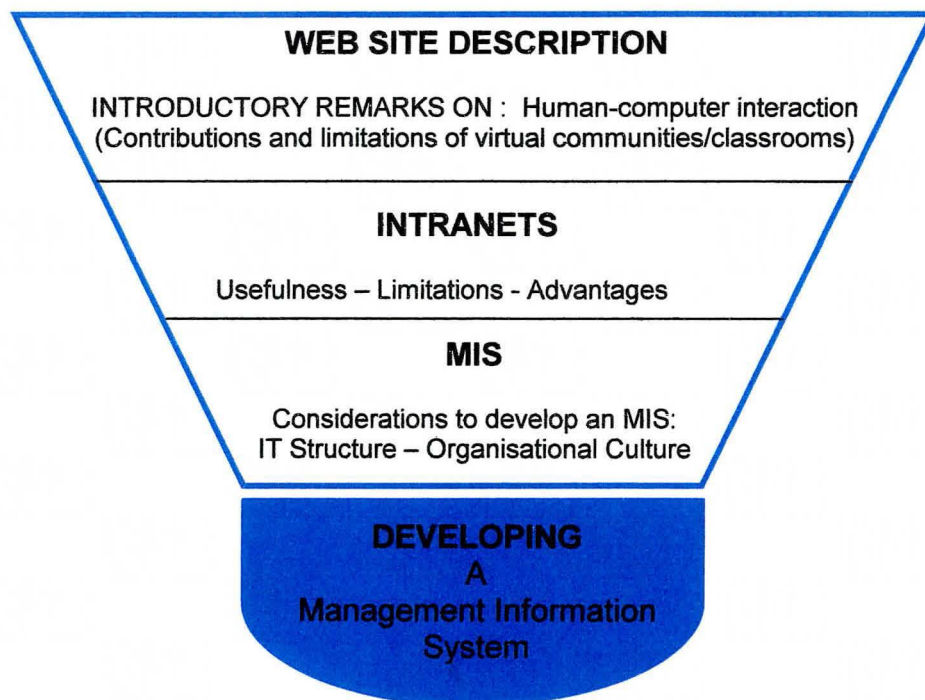 WEB SITE DESCRIPTION
INTRODUCTORY REMARKS ON : Human-computer interaction
(Contributions and limitations of virtual communities/classrooms)
INTRANETS
Usefulness – Limitations - Advantages
MIS
Considerations to develop an MIS:
IT Structure – Organisational Culture
DEVELOPING
A
Management Information
System